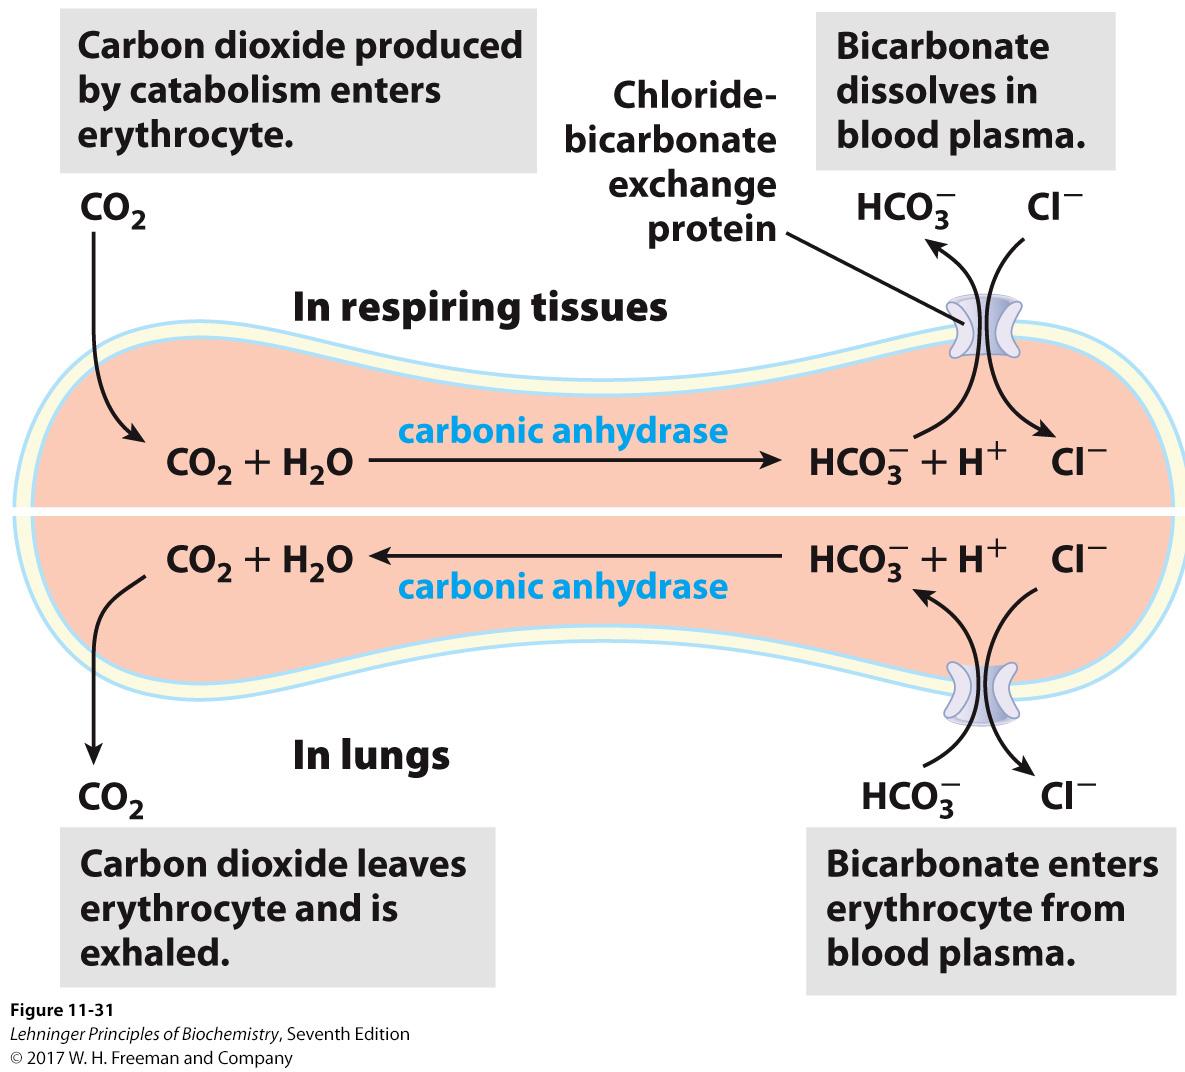 Carbon dioxide produced
by catabolism enters
erythrocyte.
Chloride-
bicarbonate
exchange
protein
Bicarbonate
dissolves in
blood plasma.
CO₂
HCO₃⁻
Cl⁻
In respiring tissues
carbonic anhydrase
CO₂ + H₂O
HCO₃⁻ + H⁺
Cl⁻
CO₂ + H₂O
HCO₃⁻ + H⁺
Cl⁻
carbonic anhydrase
In lungs
CO₂
HCO₃⁻
Cl⁻
Carbon dioxide leaves
erythrocyte and is
exhaled.
Bicarbonate enters
erythrocyte from
blood plasma.
Figure 11-31
Lehninger Principles of Biochemistry, Seventh Edition
© 2017 W. H. Freeman and Company